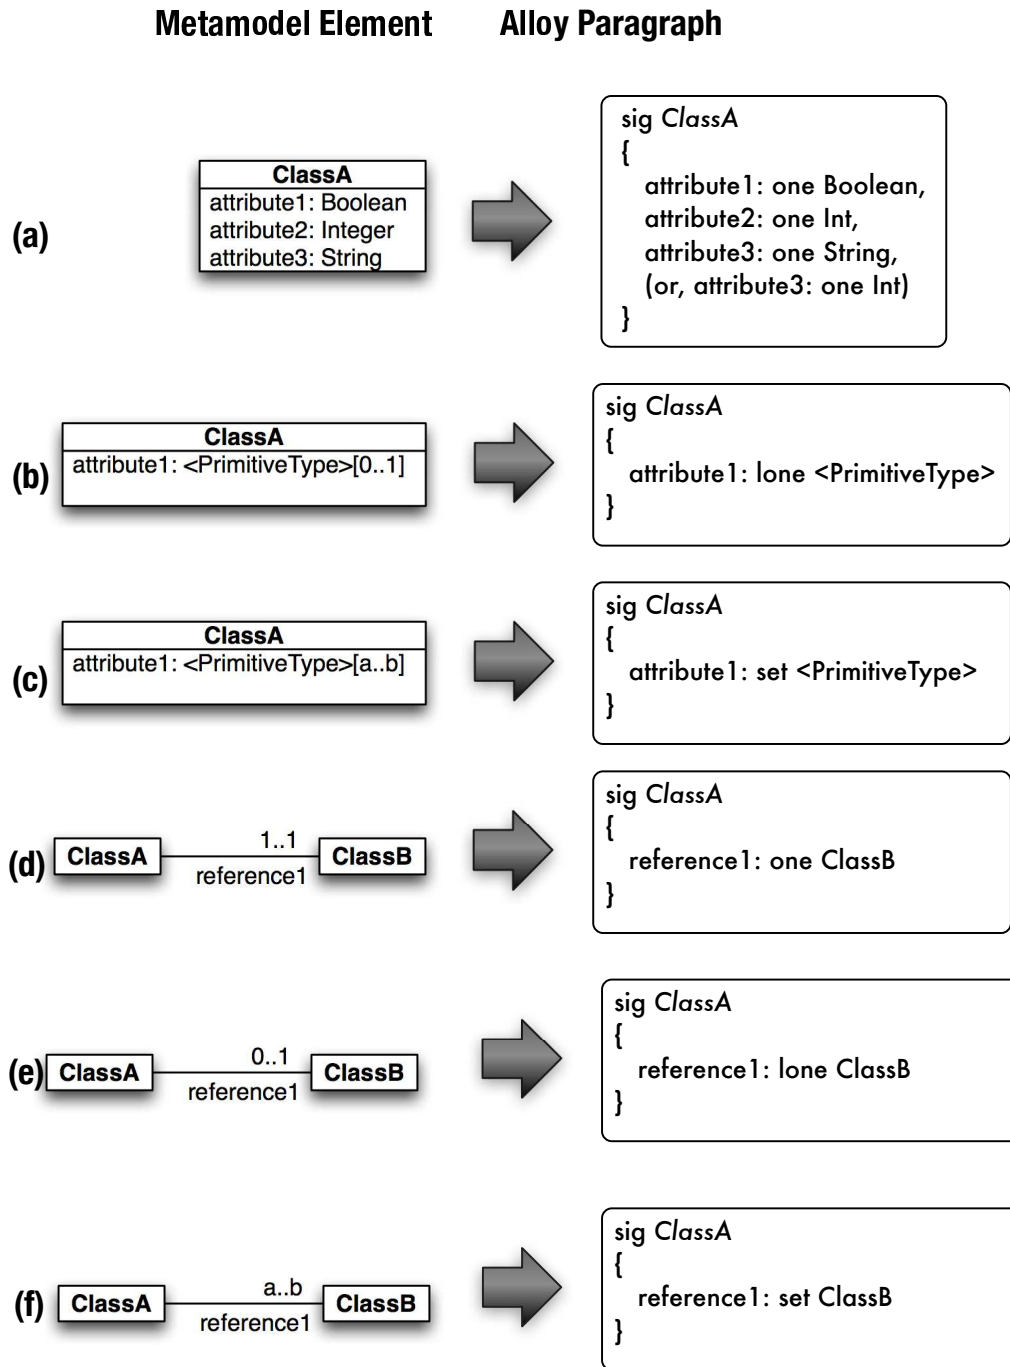 Metamodel Element Alloy Paragraph
(a)
ClassA
attribute1: Boolean
attribute2: Integer
attribute3: String
sig ClassA
{
attribute1: one Boolean,
attribute2: one Int,
attribute3: one String,
(or, attribute3: one Int)
}
(b)
ClassA
attribute1: <PrimitiveType>[0..1]
sig ClassA
{
attribute1: lone <PrimitiveType>
}
(c)
ClassA
attribute1: <PrimitiveType>[a..b]
sig ClassA
{
attribute1: set <PrimitiveType>
}
(d)
ClassA
1..1
reference1
ClassB
sig ClassA
{
reference1: one ClassB
}
(e)
ClassA
0..1
reference1
ClassB
sig ClassA
{
reference1: lone ClassB
}
(f)
ClassA
a..b
reference1
ClassB
sig ClassA
{
reference1: set ClassB
}